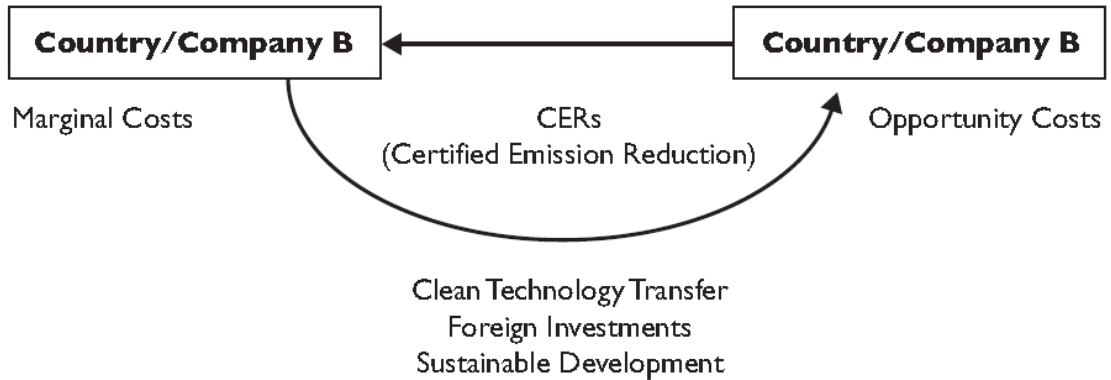 Country/Company B
Country/Company B
Marginal Costs
CERs
Opportunity Costs
(Certified Emission Reduction)
Clean Technology Transfer
Foreign Investments
Sustainable Development